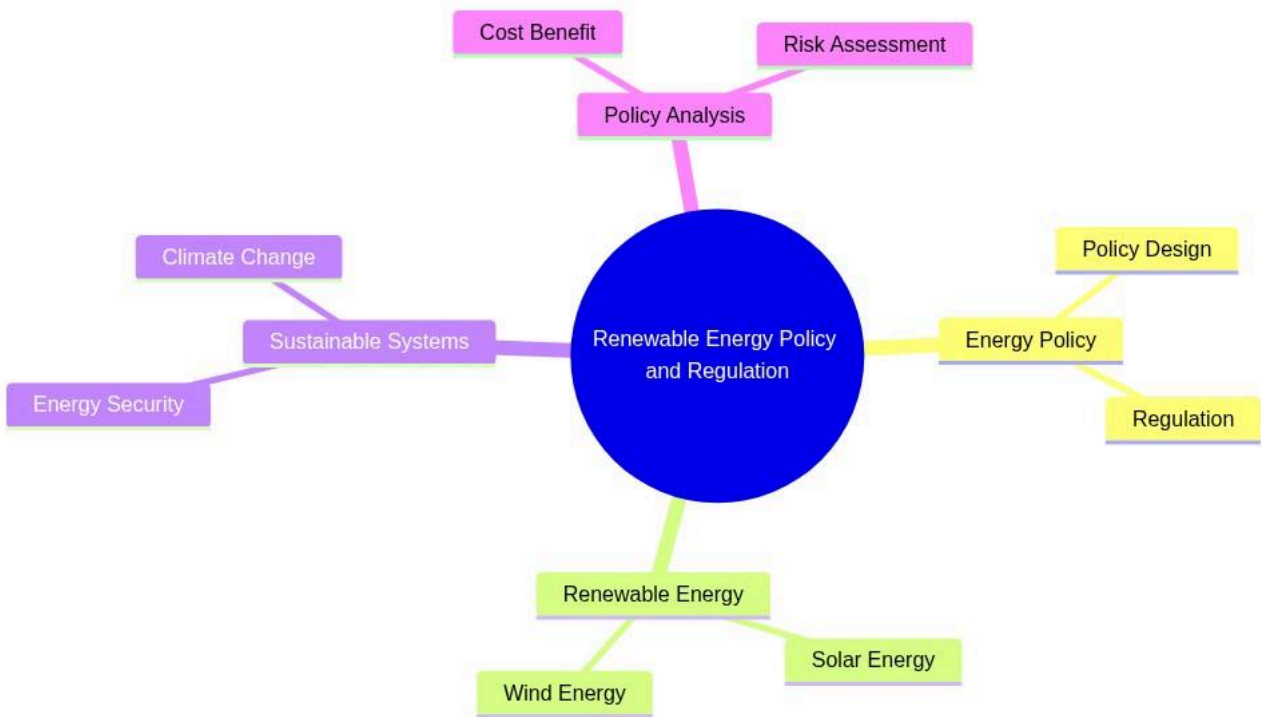 Cost Benefit
Risk Assessment
Policy Analysis
Policy Design
Climate Change
Sustainable Systems
Renewable Energy Policy
and Regulation
Energy Policy
Energy Security
Regulation
Renewable Energy
Solar Energy
Wind Energy